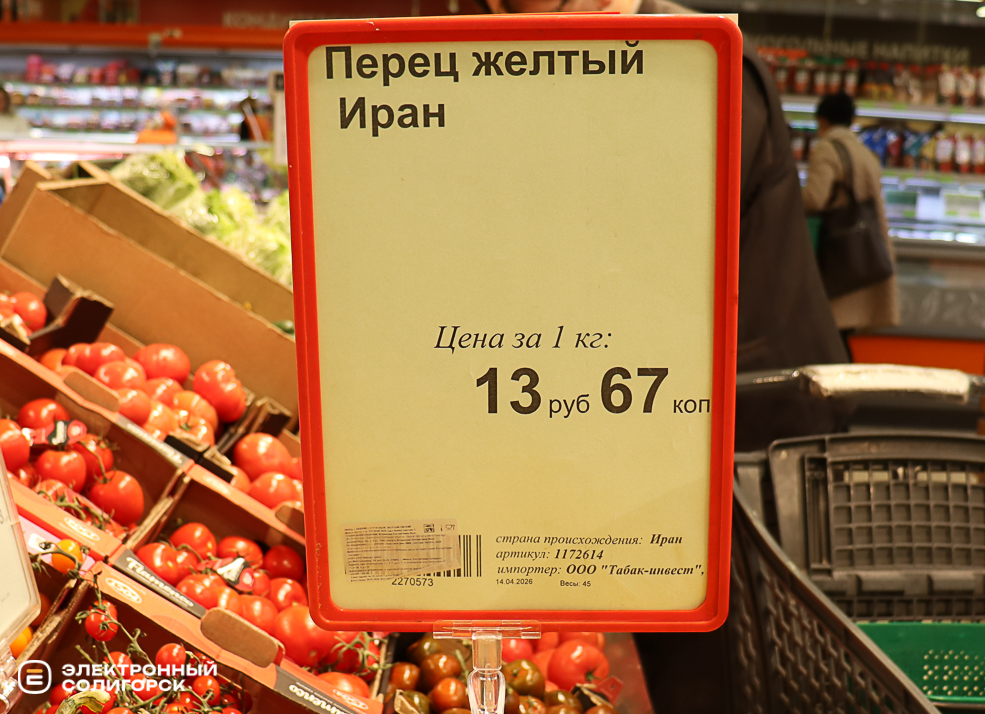 Перец желтый
Иран
Цена за 1 кг:
13 руб 67 коп
страна происхождения: Иран
артикул: 1172614
импортер: ООО "Табак-инвест",
2270573
14.04.2026 Весы: 45
Flamenco
ЭЛЕКТРОННЫЙ
СОЛИГОРСК